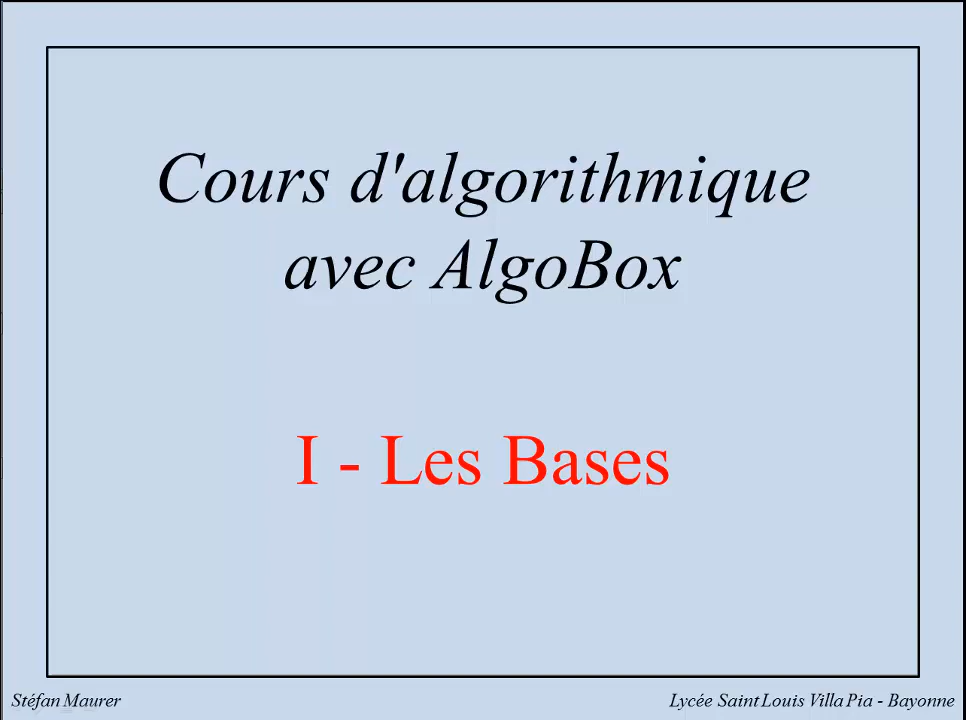 Cours d'algorithmique
avec AlgoBox
I - Les Bases
Stéfan Maurer
Lycée Saint Louis Villa Pia - Bayonne